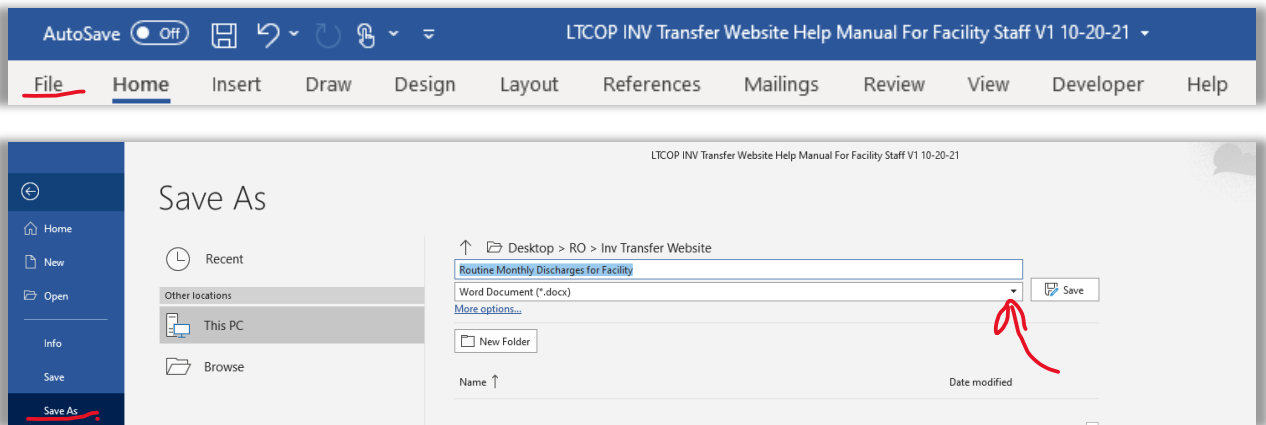 AutoSave Off LTCOP INV Transfer Website Help Manual For Facility Staff V1 10-20-21
File Home Insert Draw Design Layout References Mailings Review View Developer Help
LTCOP INV Transfer Website Help Manual For Facility Staff V1 10-20-21
Save As
Home
New
Open
Info
Save
Save As
Recent
Other locations
This PC
Browse
Desktop > RO > Inv Transfer Website
Routine Monthly Discharges for Facility
Word Document (*.docx)
Save
More options...
New Folder
Name Date modified